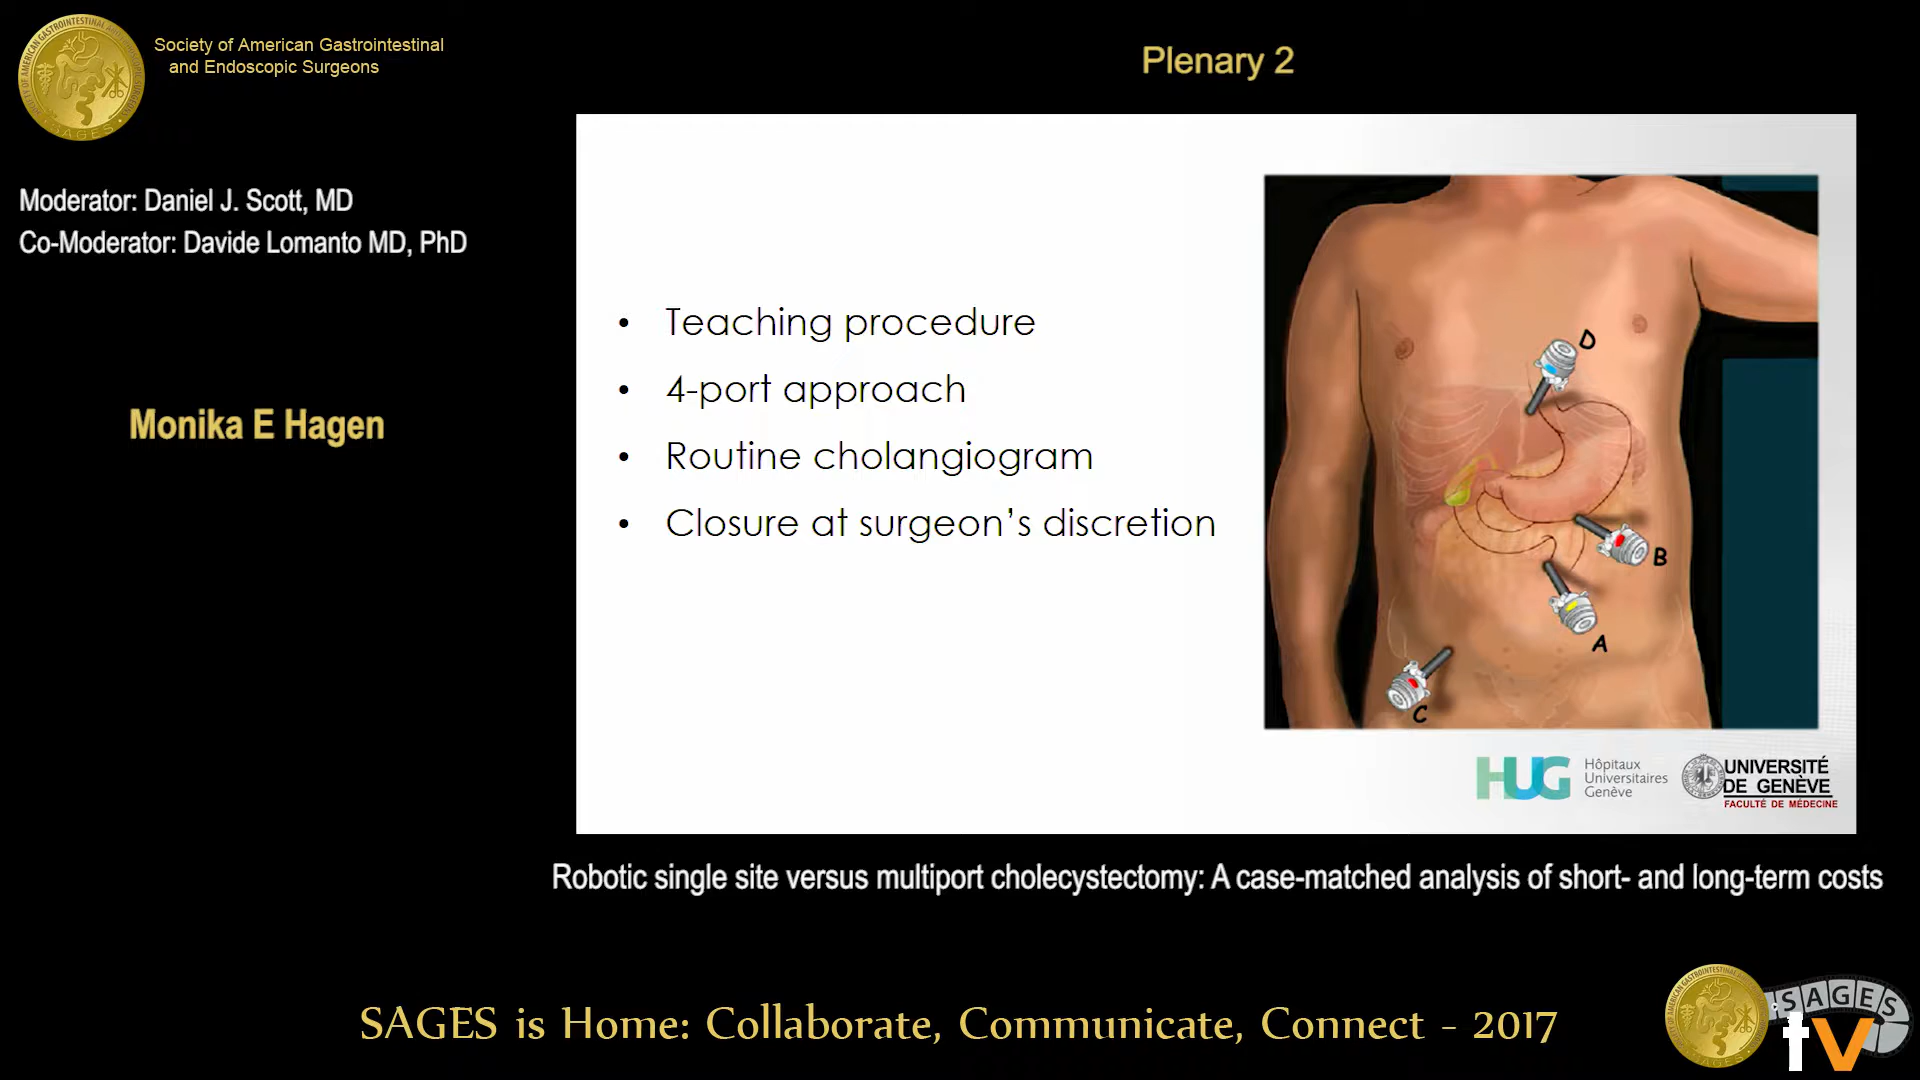 Society of American Gastrointestinal
and Endoscopic Surgeons
Plenary 2
Moderator: Daniel J. Scott, MD
Co-Moderator: Davide Lomanto MD, PhD
Monika E Hagen
• Teaching procedure
• 4-port approach
• Routine cholangiogram
• Closure at surgeon’s discretion
D
B
A
C
HUG
Hôpitaux
Universitaires
Genève
UNIVERSITÉ
DE GENÈVE
FACULTÉ DE MÉDECINE
Robotic single site versus multiport cholecystectomy: A case-matched analysis of short- and long-term costs
SAGES is Home: Collaborate, Communicate, Connect - 2017
SAGES
tv